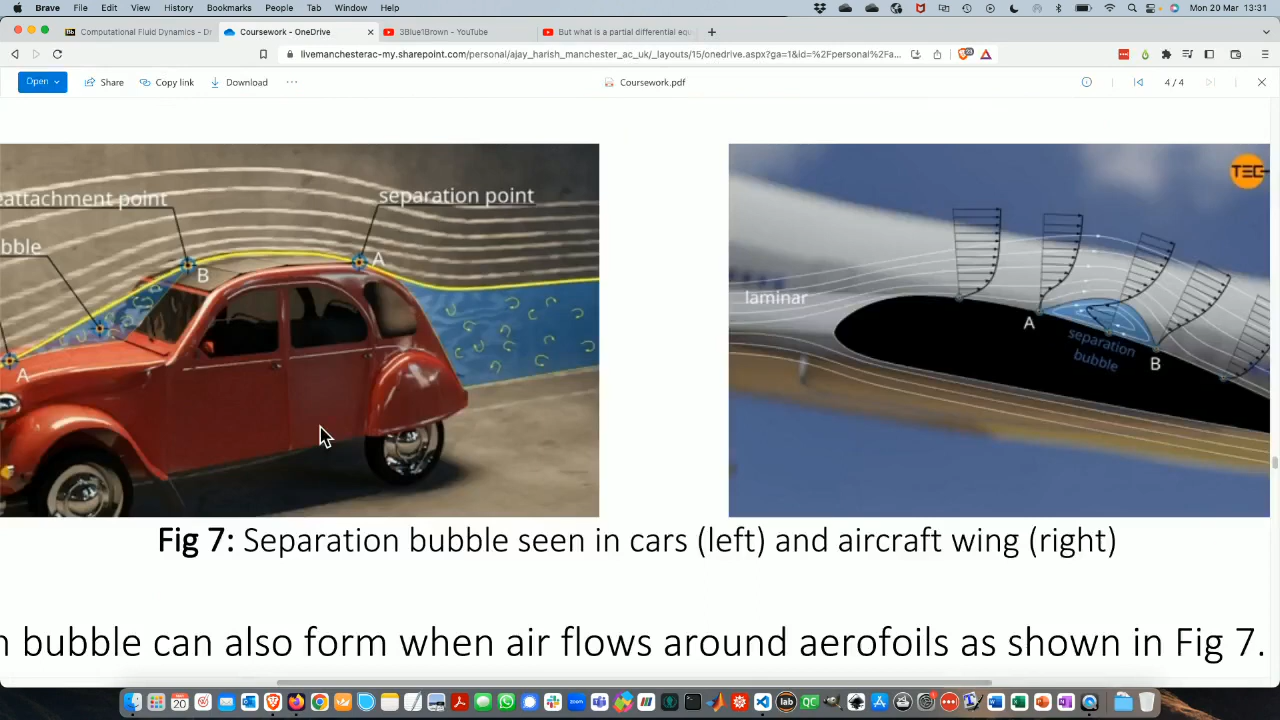 Brave File Edit View History Bookmarks People Tab Window Help Mon 20 Mar 13:31
Computational Fluid Dynamics - Dr Coursework - OneDrive 3Blue1Brown - YouTube But what is a partial differential equ
livemanchesterac-my.sharepoint.com/personal/ajay_harish_manchester_ac_uk/_layouts/15/onedrive.aspx?ga=1&id=%2Fpersonal%2Fa...
Open Share Copy link Download ··· Coursework.pdf 4 / 4
eattachment point
separation point
bble
A
B
A
TEC
laminar
A
separation
bubble
B
Fig 7: Separation bubble seen in cars (left) and aircraft wing (right)
n bubble can also form when air flows around aerofoils as shown in Fig 7.